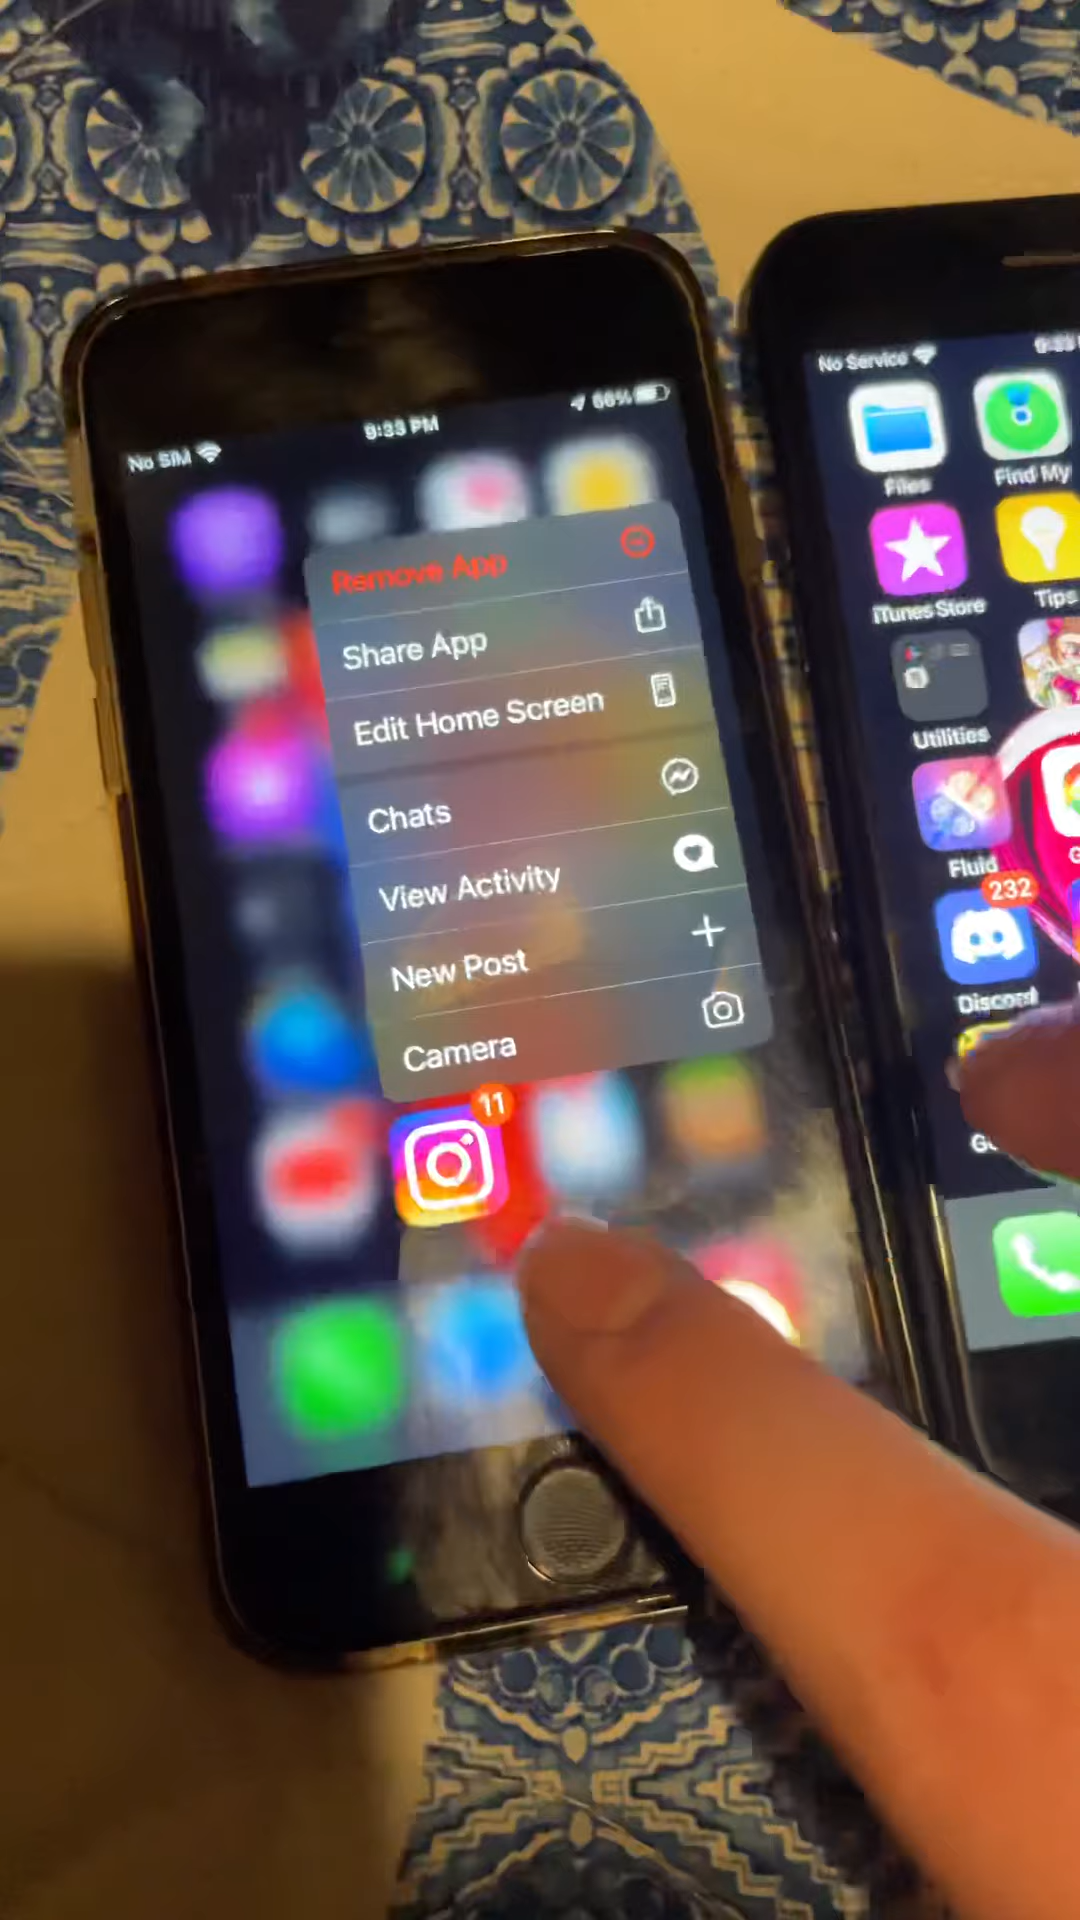 No SIM
9:33 PM
66%
Remove App
Share App
Edit Home Screen
Chats
View Activity
New Post
Camera
11
No Service
Files
Find My
iTunes Store
Tips
Utilities
Fluid
232
Discord